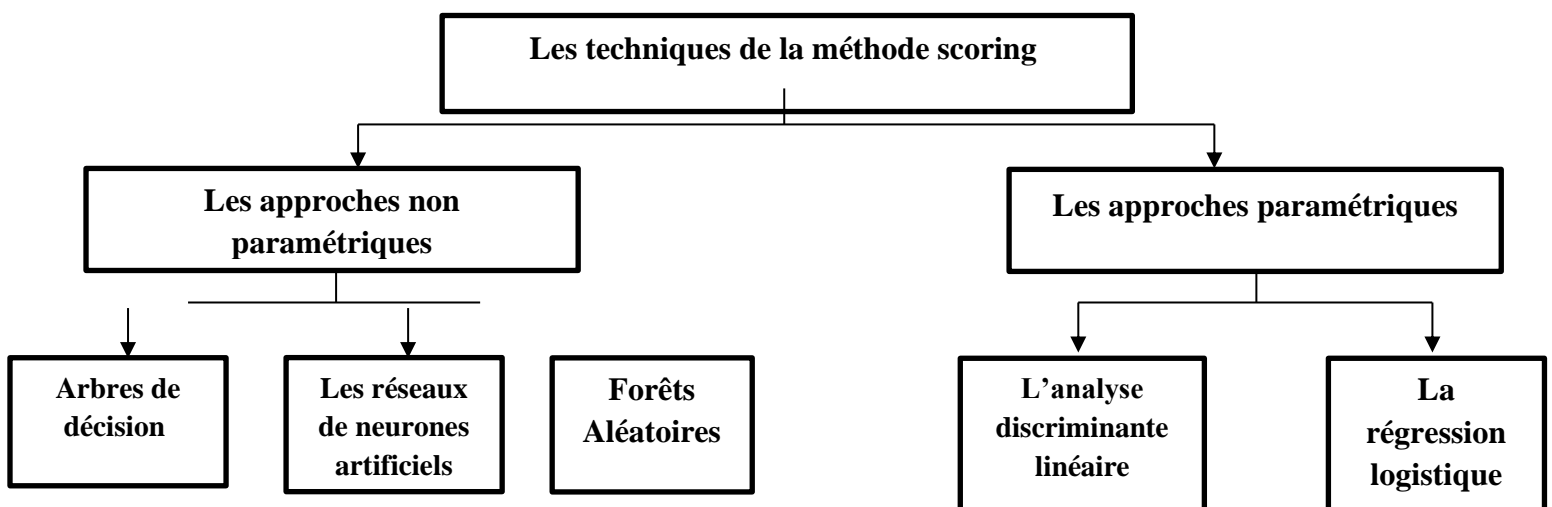 Les techniques de la méthode scoring
Les approches non
paramétriques
Les approches paramétriques
Arbres de
décision
Les réseaux
de neurones
artificiels
Forêts
Aléatoires
L’analyse
discriminante
linéaire
La
régression
logistique